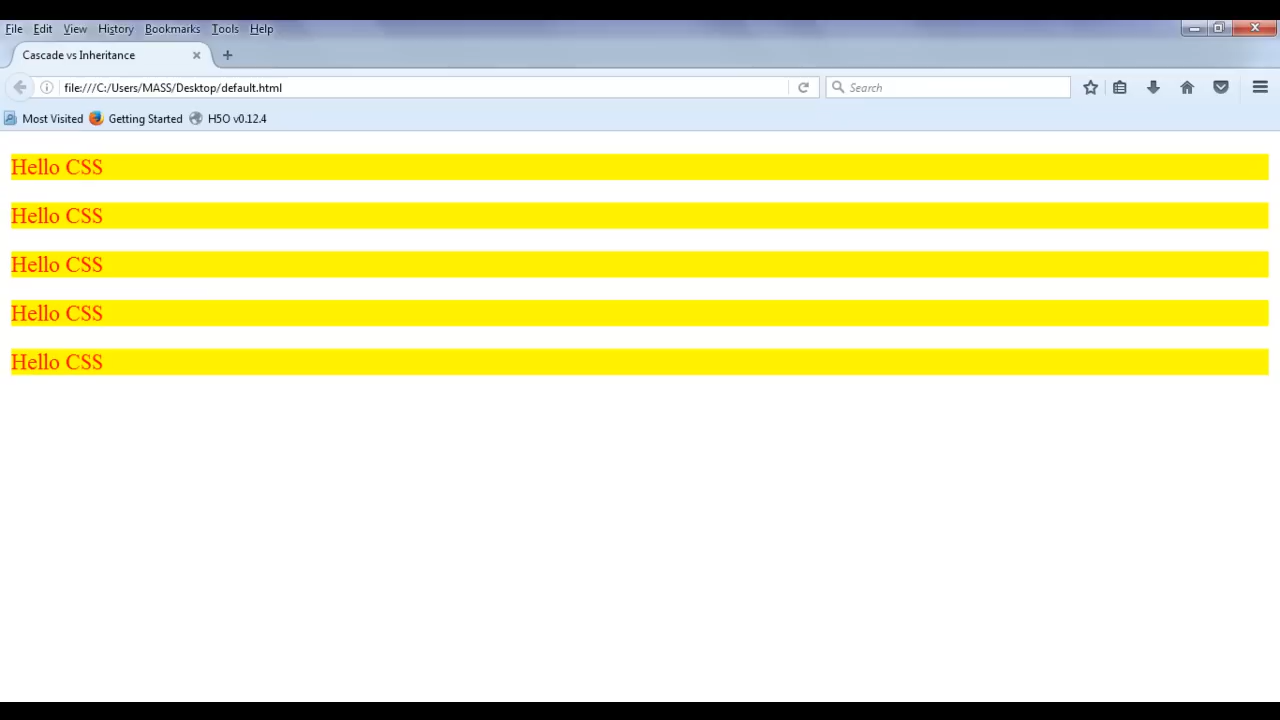 File Edit View History Bookmarks Tools Help
Cascade vs Inheritance
file:///C:/Users/MASS/Desktop/default.html Search
Most Visited Getting Started H5O v0.12.4
Hello CSS
Hello CSS
Hello CSS
Hello CSS
Hello CSS